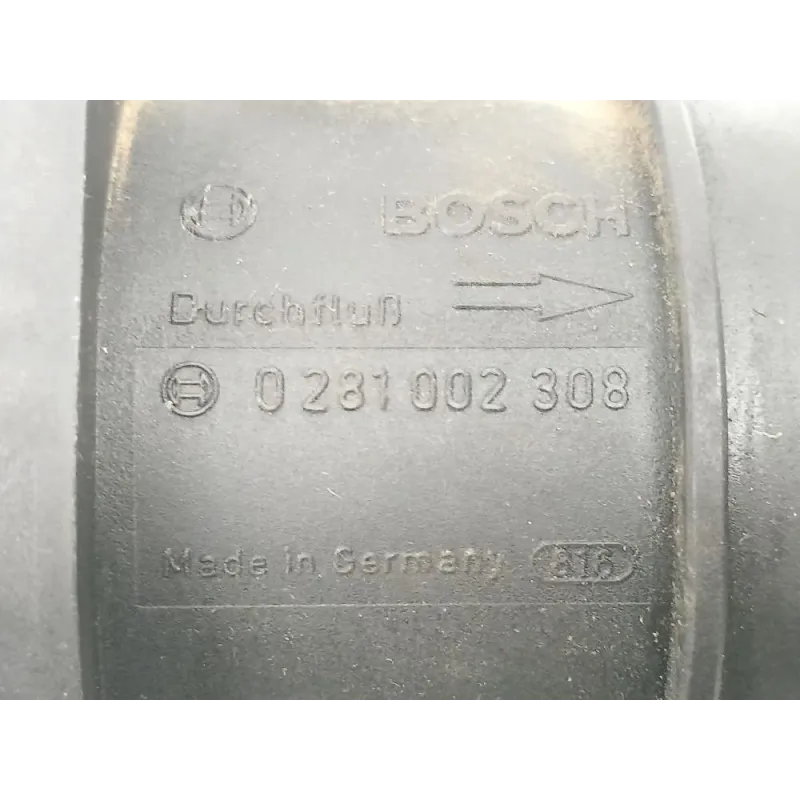 BOSCH
Durchfluß
0 281 002 308
Made in Germany 816